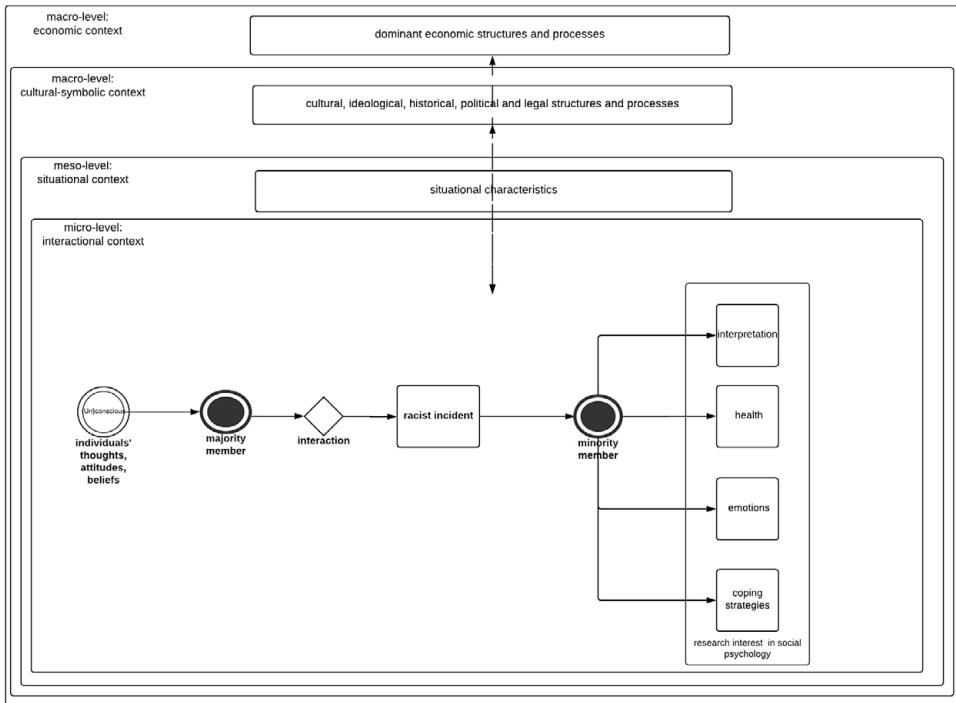 macro-level:
economic context
dominant economic structures and processes
macro-level:
cultural-symbolic context
cultural, ideological, historical, political and legal structures and processes
meso-level:
situational context
situational characteristics
micro-level:
interactional context
(Un)conscious
individuals'
thoughts,
attitudes,
beliefs
majority
member
interaction
racist incident
minority
member
interpretation
health
emotions
coping
strategies
research interest in social
psychology